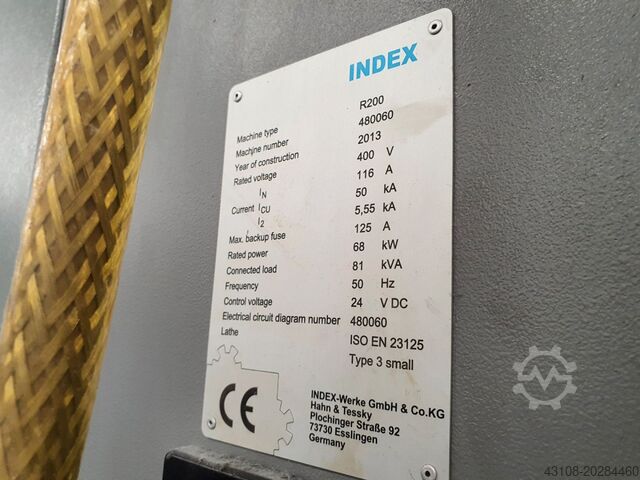 INDEX
Machine type R200
Machine number 480060
Year of construction 2013
Rated voltage 400 V
IN 116 A
Current ICU 50 kA
I2 5,55 kA
Max. backup fuse 125 A
Rated power 68 kW
Connected load 81 kVA
Frequency 50 Hz
Control voltage 24 V DC
Electrical circuit diagram number 480060
Lathe ISO EN 23125
Type 3 small
CE
INDEX-Werke GmbH & Co.KG
Hahn & Tessky
Plochinger Straße 92
73730 Esslingen
Germany
43108-20284460